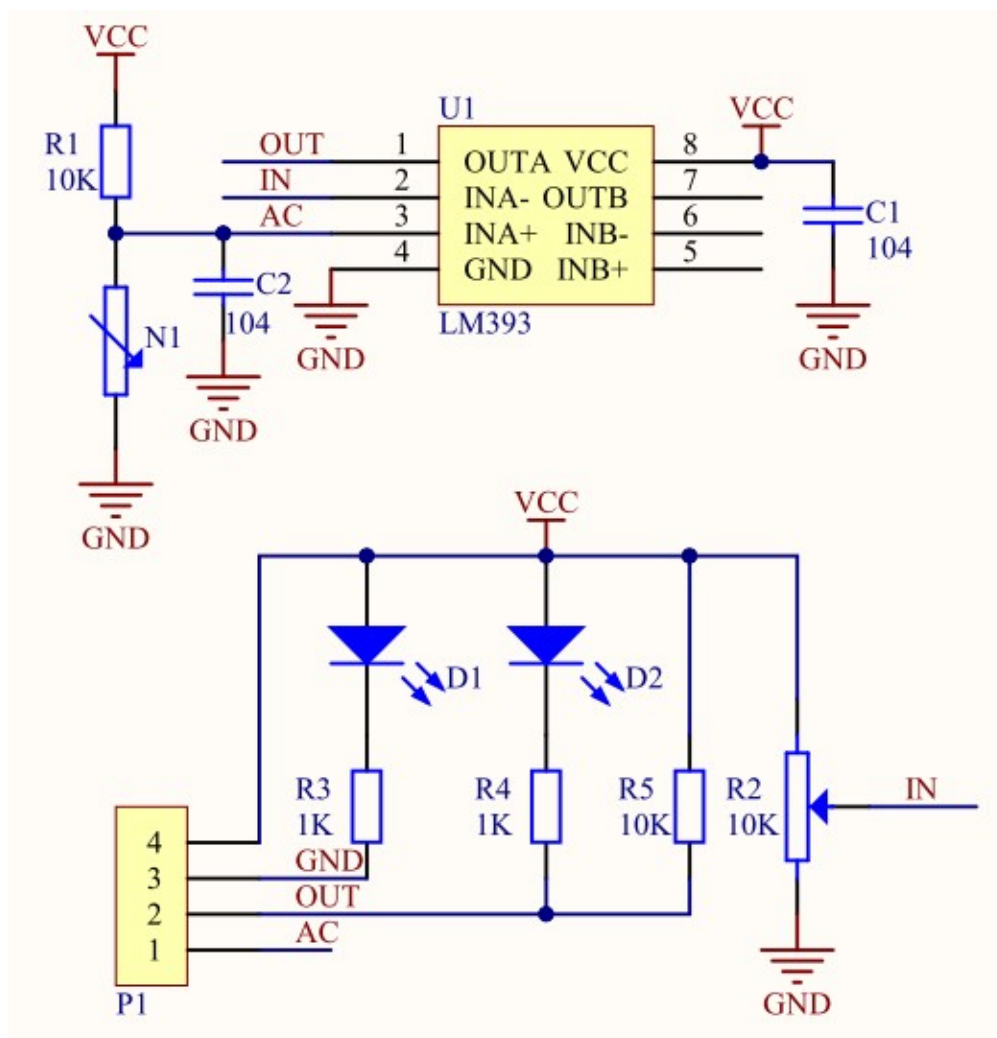 VCC
R1
10K
N1
GND
C2
104
GND
OUT
IN
AC
U1
1 OUTA VCC 8
2 INA- OUTB 7
3 INA+ INB- 6
4 GND INB+ 5
LM393
GND
VCC
C1
104
GND
VCC
D1
D2
R3
1K
R4
1K
R5
10K
R2
10K
IN
GND
4
3 GND
2 OUT
1 AC
P1